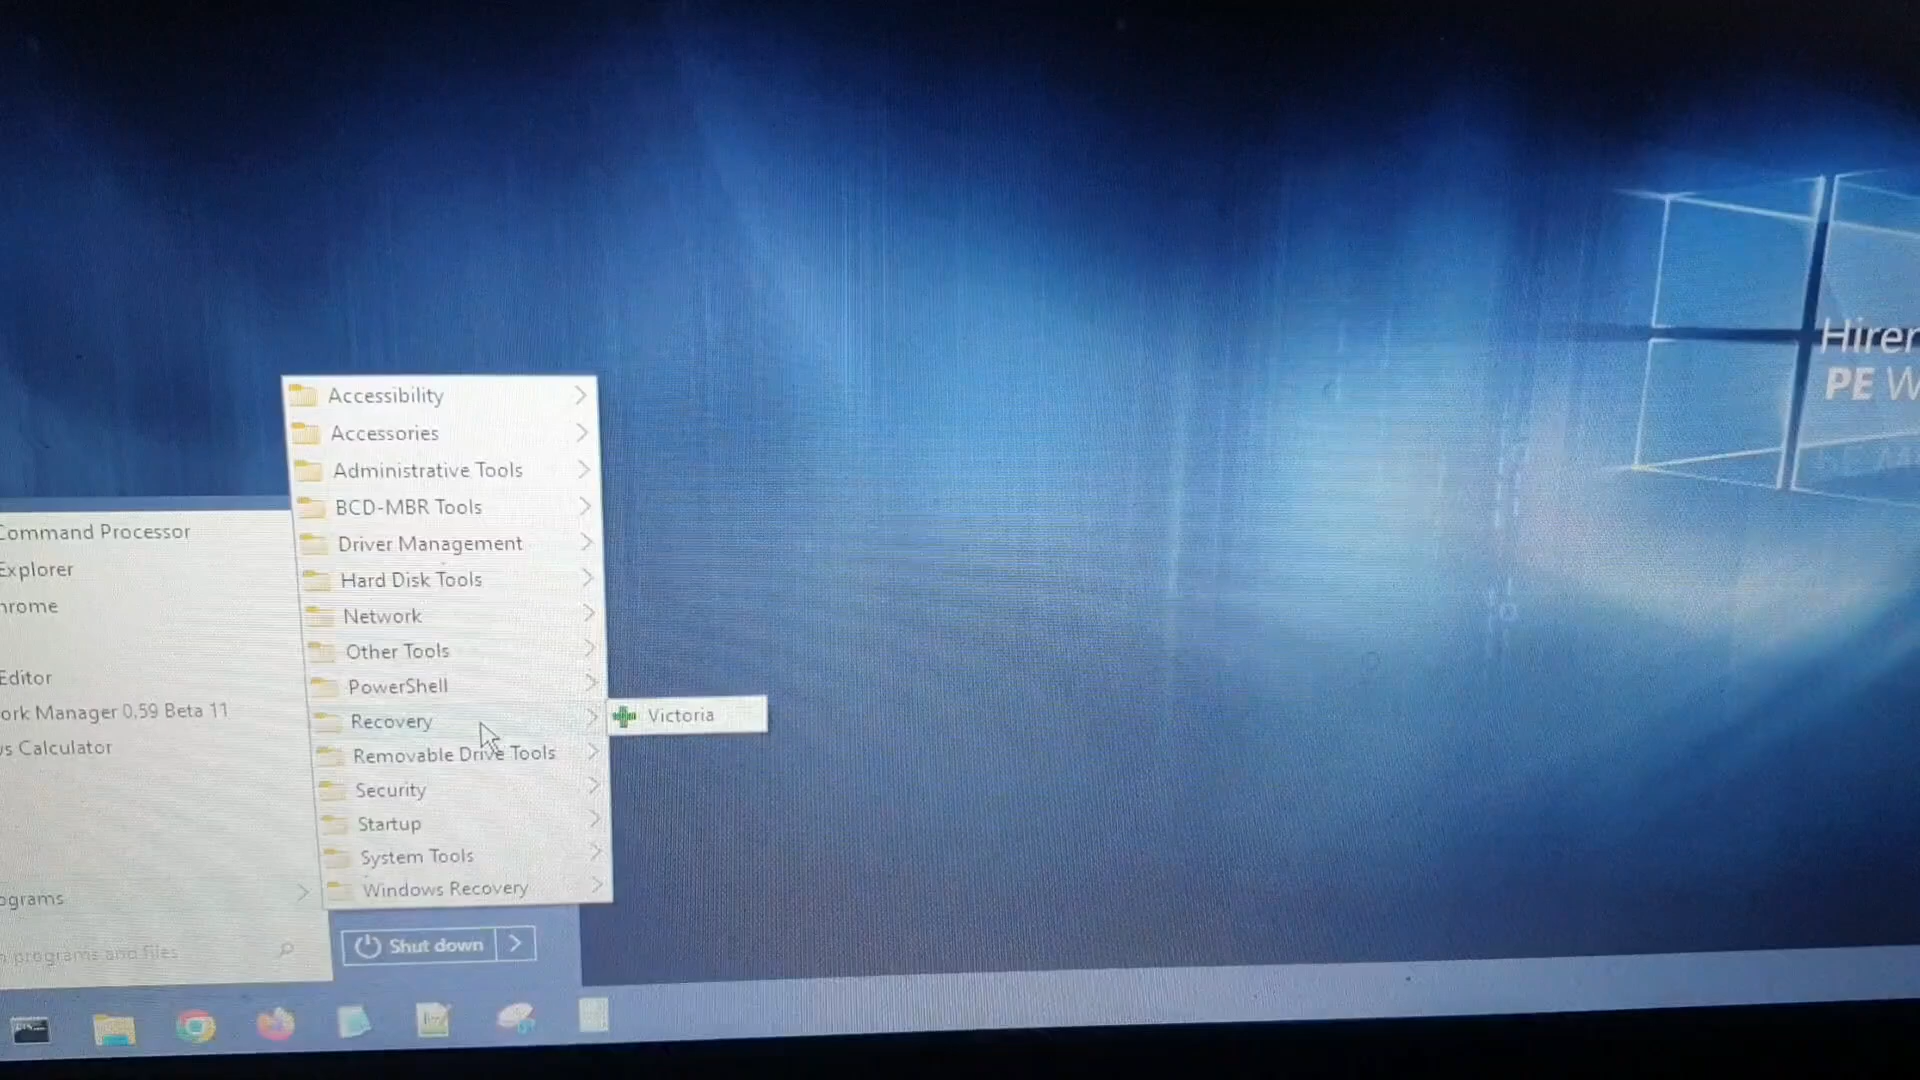 Accessibility
Accessories
Administrative Tools
BCD-MBR Tools
Driver Management
Hard Disk Tools
Network
Other Tools
PowerShell
Recovery
Removable Drive Tools
Security
Startup
System Tools
Windows Recovery
Victoria
Command Processor
Explorer
hrome
Editor
ork Manager 0.59 Beta 11
ws Calculator
ograms
programs and files
Shut down
Hiren
PE W